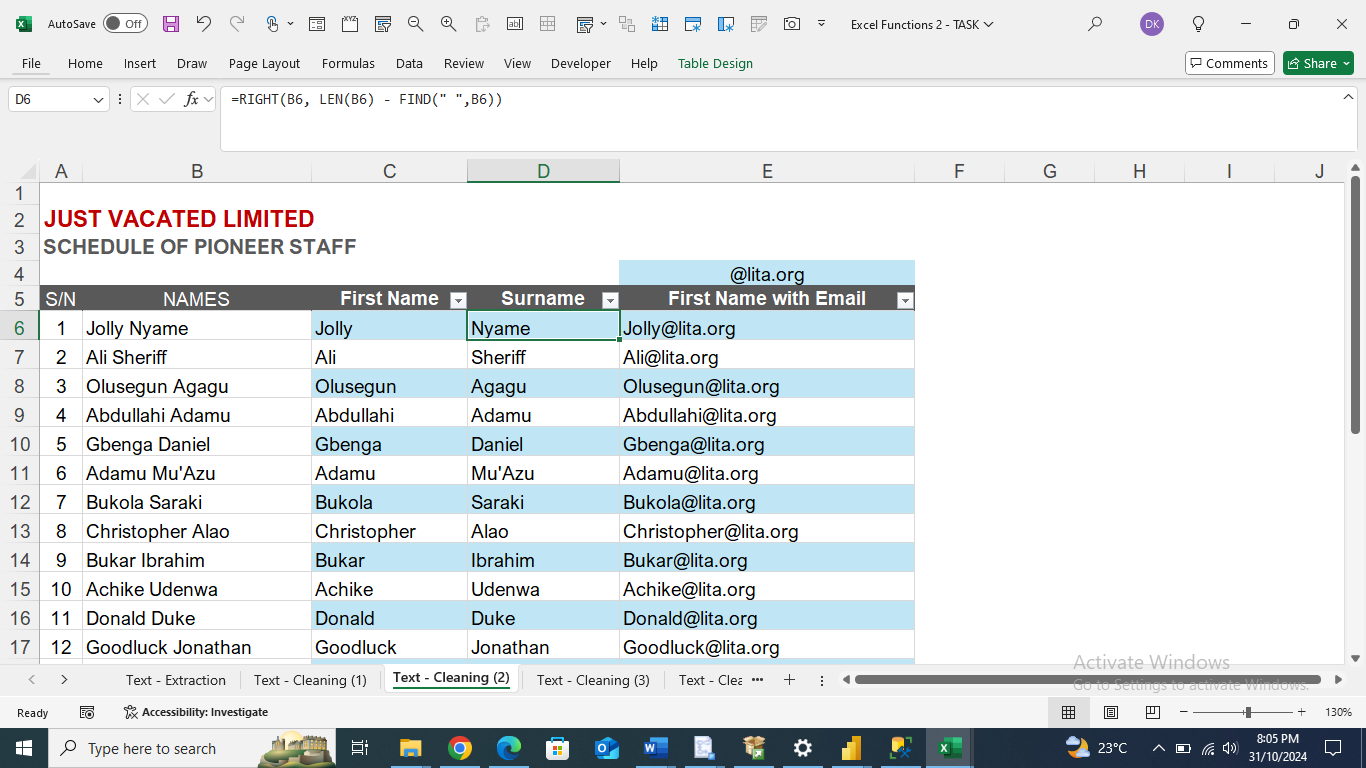 AutoSave Off XYZ ab| Excel Functions 2 - TASK DK
File Home Insert Draw Page Layout Formulas Data Review View Developer Help Table Design Comments Share
D6 fx =RIGHT(B6, LEN(B6) - FIND(" ",B6))
A B C D E F G H I J
1
2 JUST VACATED LIMITED
3 SCHEDULE OF PIONEER STAFF
4 @lita.org
5 S/N NAMES First Name Surname First Name with Email
6 1 Jolly Nyame Jolly Nyame Jolly@lita.org
7 2 Ali Sheriff Ali Sheriff Ali@lita.org
8 3 Olusegun Agagu Olusegun Agagu Olusegun@lita.org
9 4 Abdullahi Adamu Abdullahi Adamu Abdullahi@lita.org
10 5 Gbenga Daniel Gbenga Daniel Gbenga@lita.org
11 6 Adamu Mu'Azu Adamu Mu'Azu Adamu@lita.org
12 7 Bukola Saraki Bukola Saraki Bukola@lita.org
13 8 Christopher Alao Christopher Alao Christopher@lita.org
14 9 Bukar Ibrahim Bukar Ibrahim Bukar@lita.org
15 10 Achike Udenwa Achike Udenwa Achike@lita.org
16 11 Donald Duke Donald Duke Donald@lita.org
17 12 Goodluck Jonathan Goodluck Jonathan Goodluck@lita.org
Activate Windows
Go to Settings to activate Windows.
Text - Extraction Text - Cleaning (1) Text - Cleaning (2) Text - Cleaning (3) Text - Clea ...
Ready Accessibility: Investigate 130%
Type here to search 23°C 8:05 PM
31/10/2024